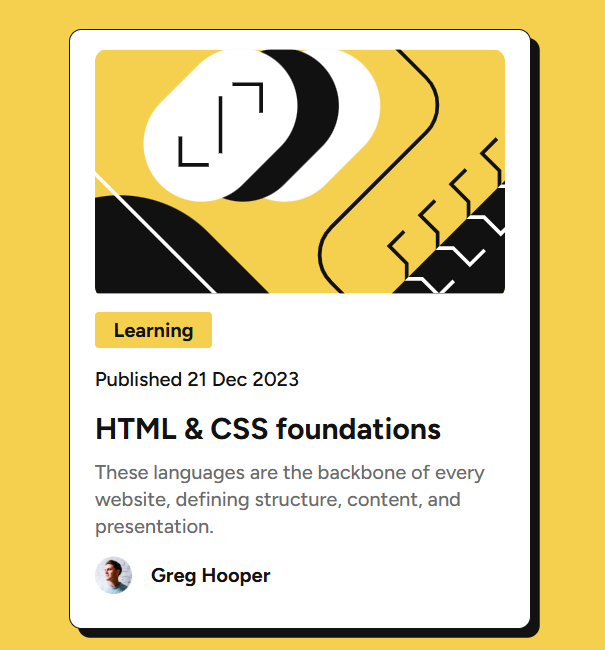 Learning
Published 21 Dec 2023
HTML & CSS foundations
These languages are the backbone of every
website, defining structure, content, and
presentation.
Greg Hooper